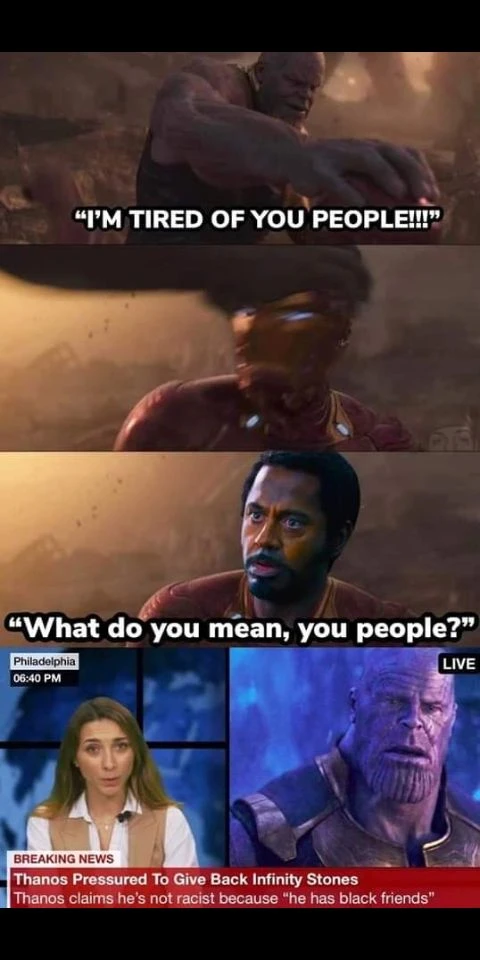 “I’M TIRED OF YOU PEOPLE!!!”
“What do you mean, you people?”
Philadelphia
06:40 PM
LIVE
BREAKING NEWS
Thanos Pressured To Give Back Infinity Stones
Thanos claims he’s not racist because “he has black friends”